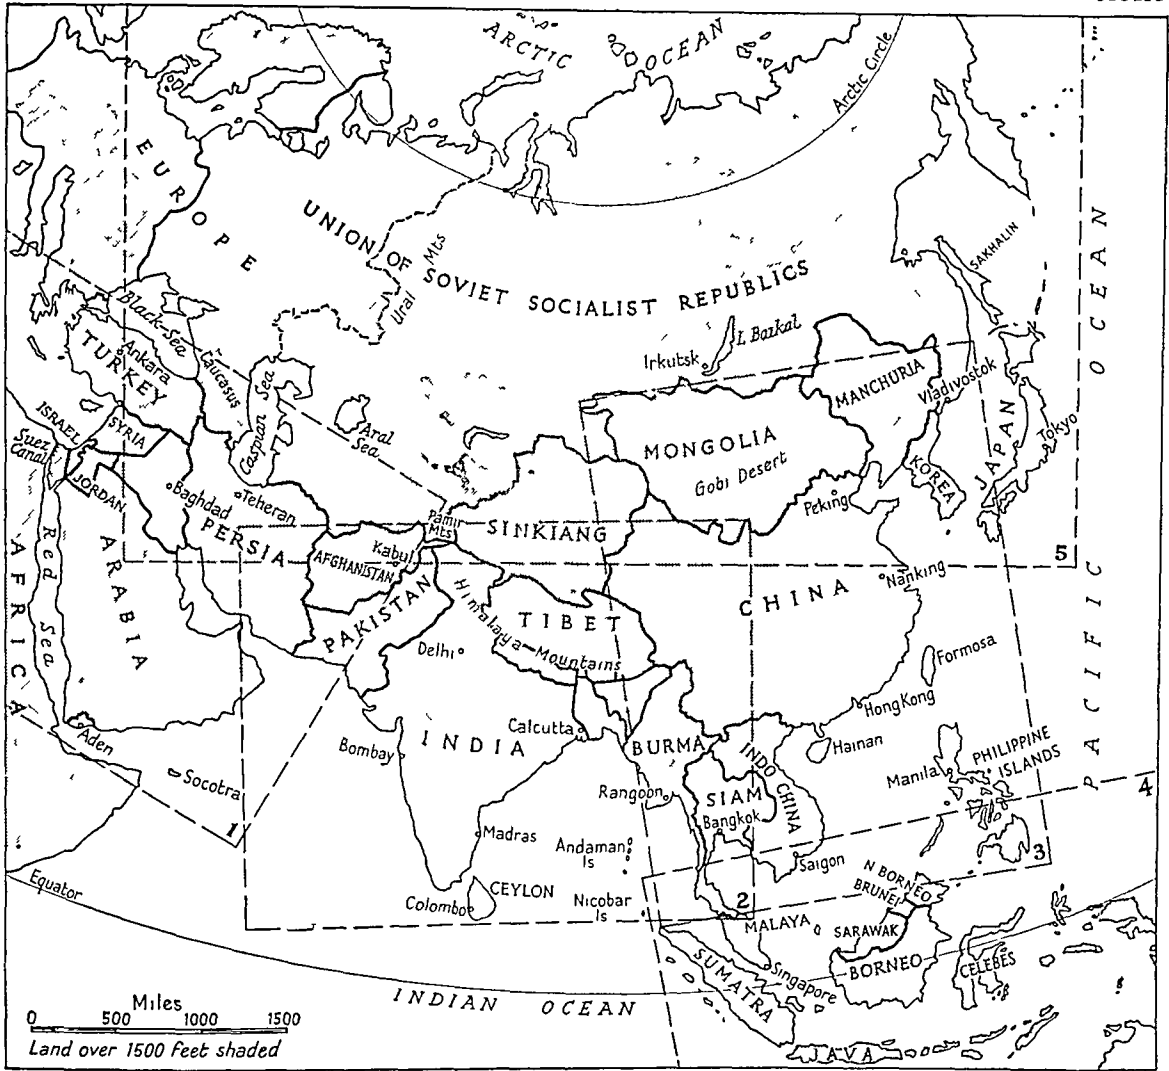 ARCTIC OCEAN
Arctic Circle
EUROPE
UNION OF SOVIET SOCIALIST REPUBLICS
Ural Mts
SAKHALIN
PACIFIC OCEAN
Black Sea
Caucasus
Caspian Sea
Aral Sea
L Baikal
Irkutsk
TURKEY
Ankara
MANCHURIA
Vladivostok
MONGOLIA
Gobi Desert
JAPAN
Tokyo
KOREA
Peking
ISRAEL
SYRIA
Suez Canal
JORDAN
Baghdad
Teheran
PERSIA
Pamir Mts
SINKIANG
AFGHANISTAN
Kabul
5
Nanking
CHINA
AFRICA
Red Sea
ARABIA
PAKISTAN
Himalaya Mountains
TIBET
Delhi
Formosa
Hong Kong
Aden
Socotra
Calcutta
INDIA
Bombay
BURMA
INDO CHINA
Hainan
PHILIPPINE ISLANDS
Manila
4
Rangoon
SIAM
Bangkok
1
Madras
Andaman Is
Saigon
3
Equator
CEYLON
Colombo
Nicobar Is
2
N BORNEO
BRUNEI
MALAYA
SARAWAK
BORNEO
CELEBES
SUMATRA
Singapore
INDIAN OCEAN
JAVA
Miles
0 500 1000 1500
Land over 1500 feet shaded